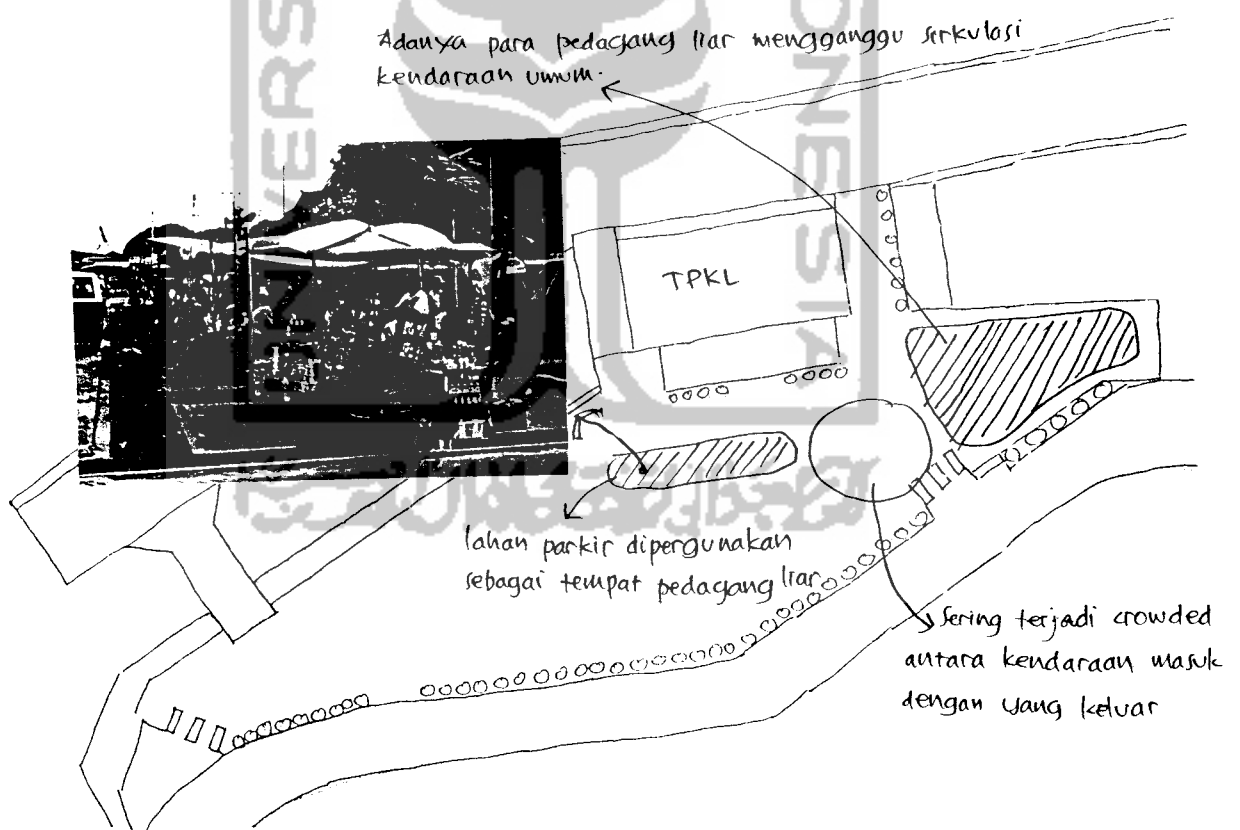 Adanya para pedagang liar mengganggu serkulasi
kendaraan umum.
TPKL
lahan parkir dipergunakan
sebagai tempat pedagang liar
Sering terjadi crowded
antara kendaraan masuk
dengan yang keluar